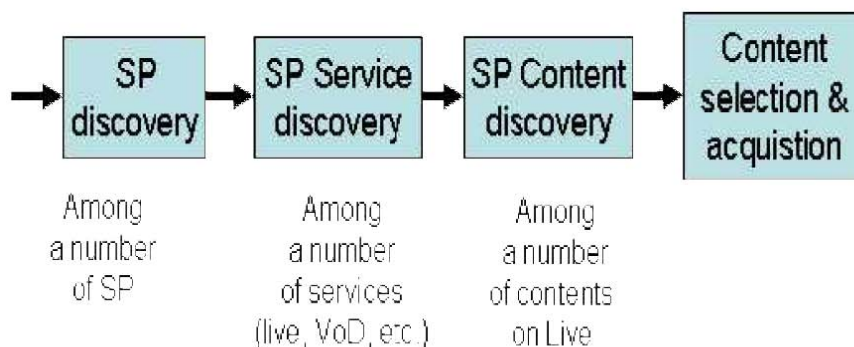 SP
discovery
SP Service
discovery
SP Content
discovery
Content
selection &
acquistion
Among
a number
of SP
Among
a number
of services
(live, VoD, etc.)
Among
a number
of contents
on Live